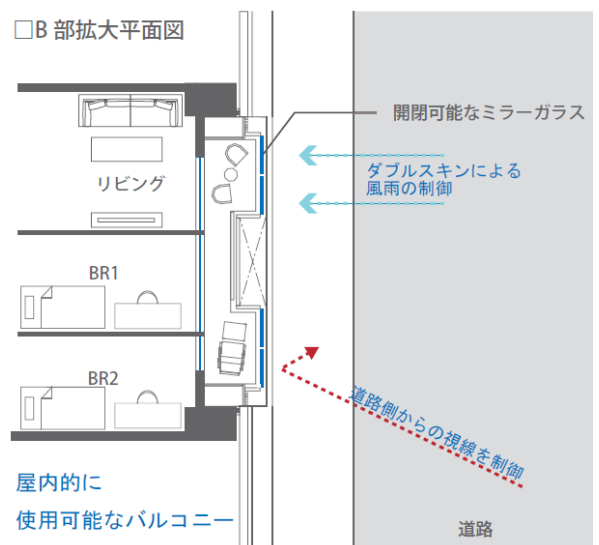 □B 部拡大平面図
開閉可能なミラーガラス
ダブルスキンによる
風雨の制御
リビング
BR1
BR2
道路側からの視線を制御
屋内的に
使用可能なバルコニー
道路